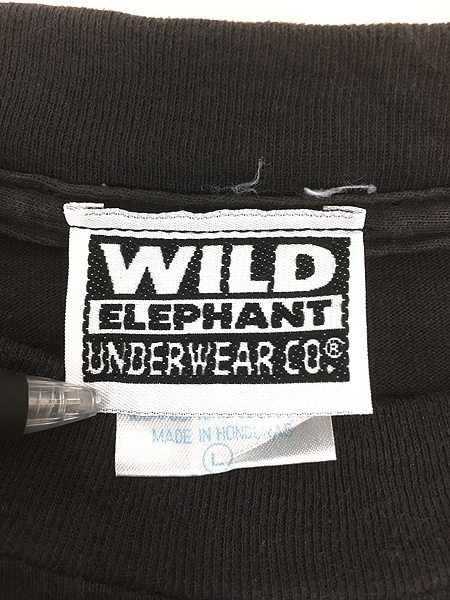 WILD
ELEPHANT
UNDERWEAR CO.®
MADE IN HONDURAS
L